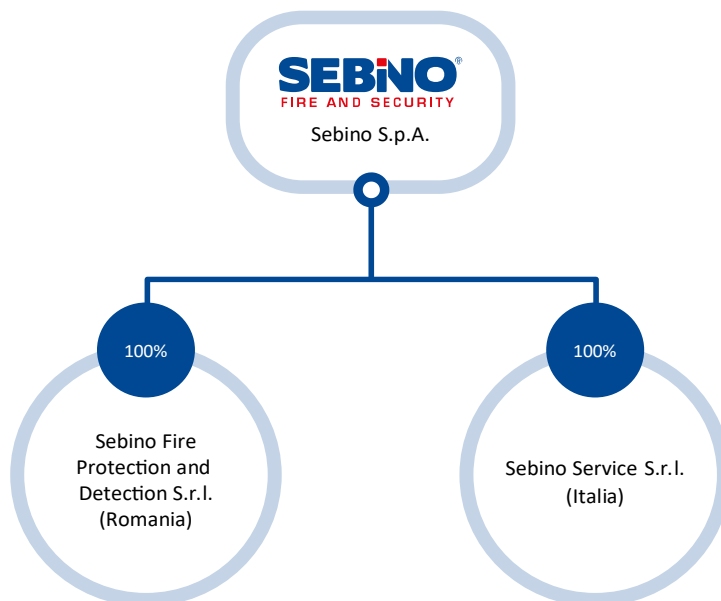 SEBiNO®
FIRE AND SECURITY
Sebino S.p.A.
100%
100%
Sebino Fire
Protection and
Detection S.r.l.
(Romania)
Sebino Service S.r.l.
(Italia)